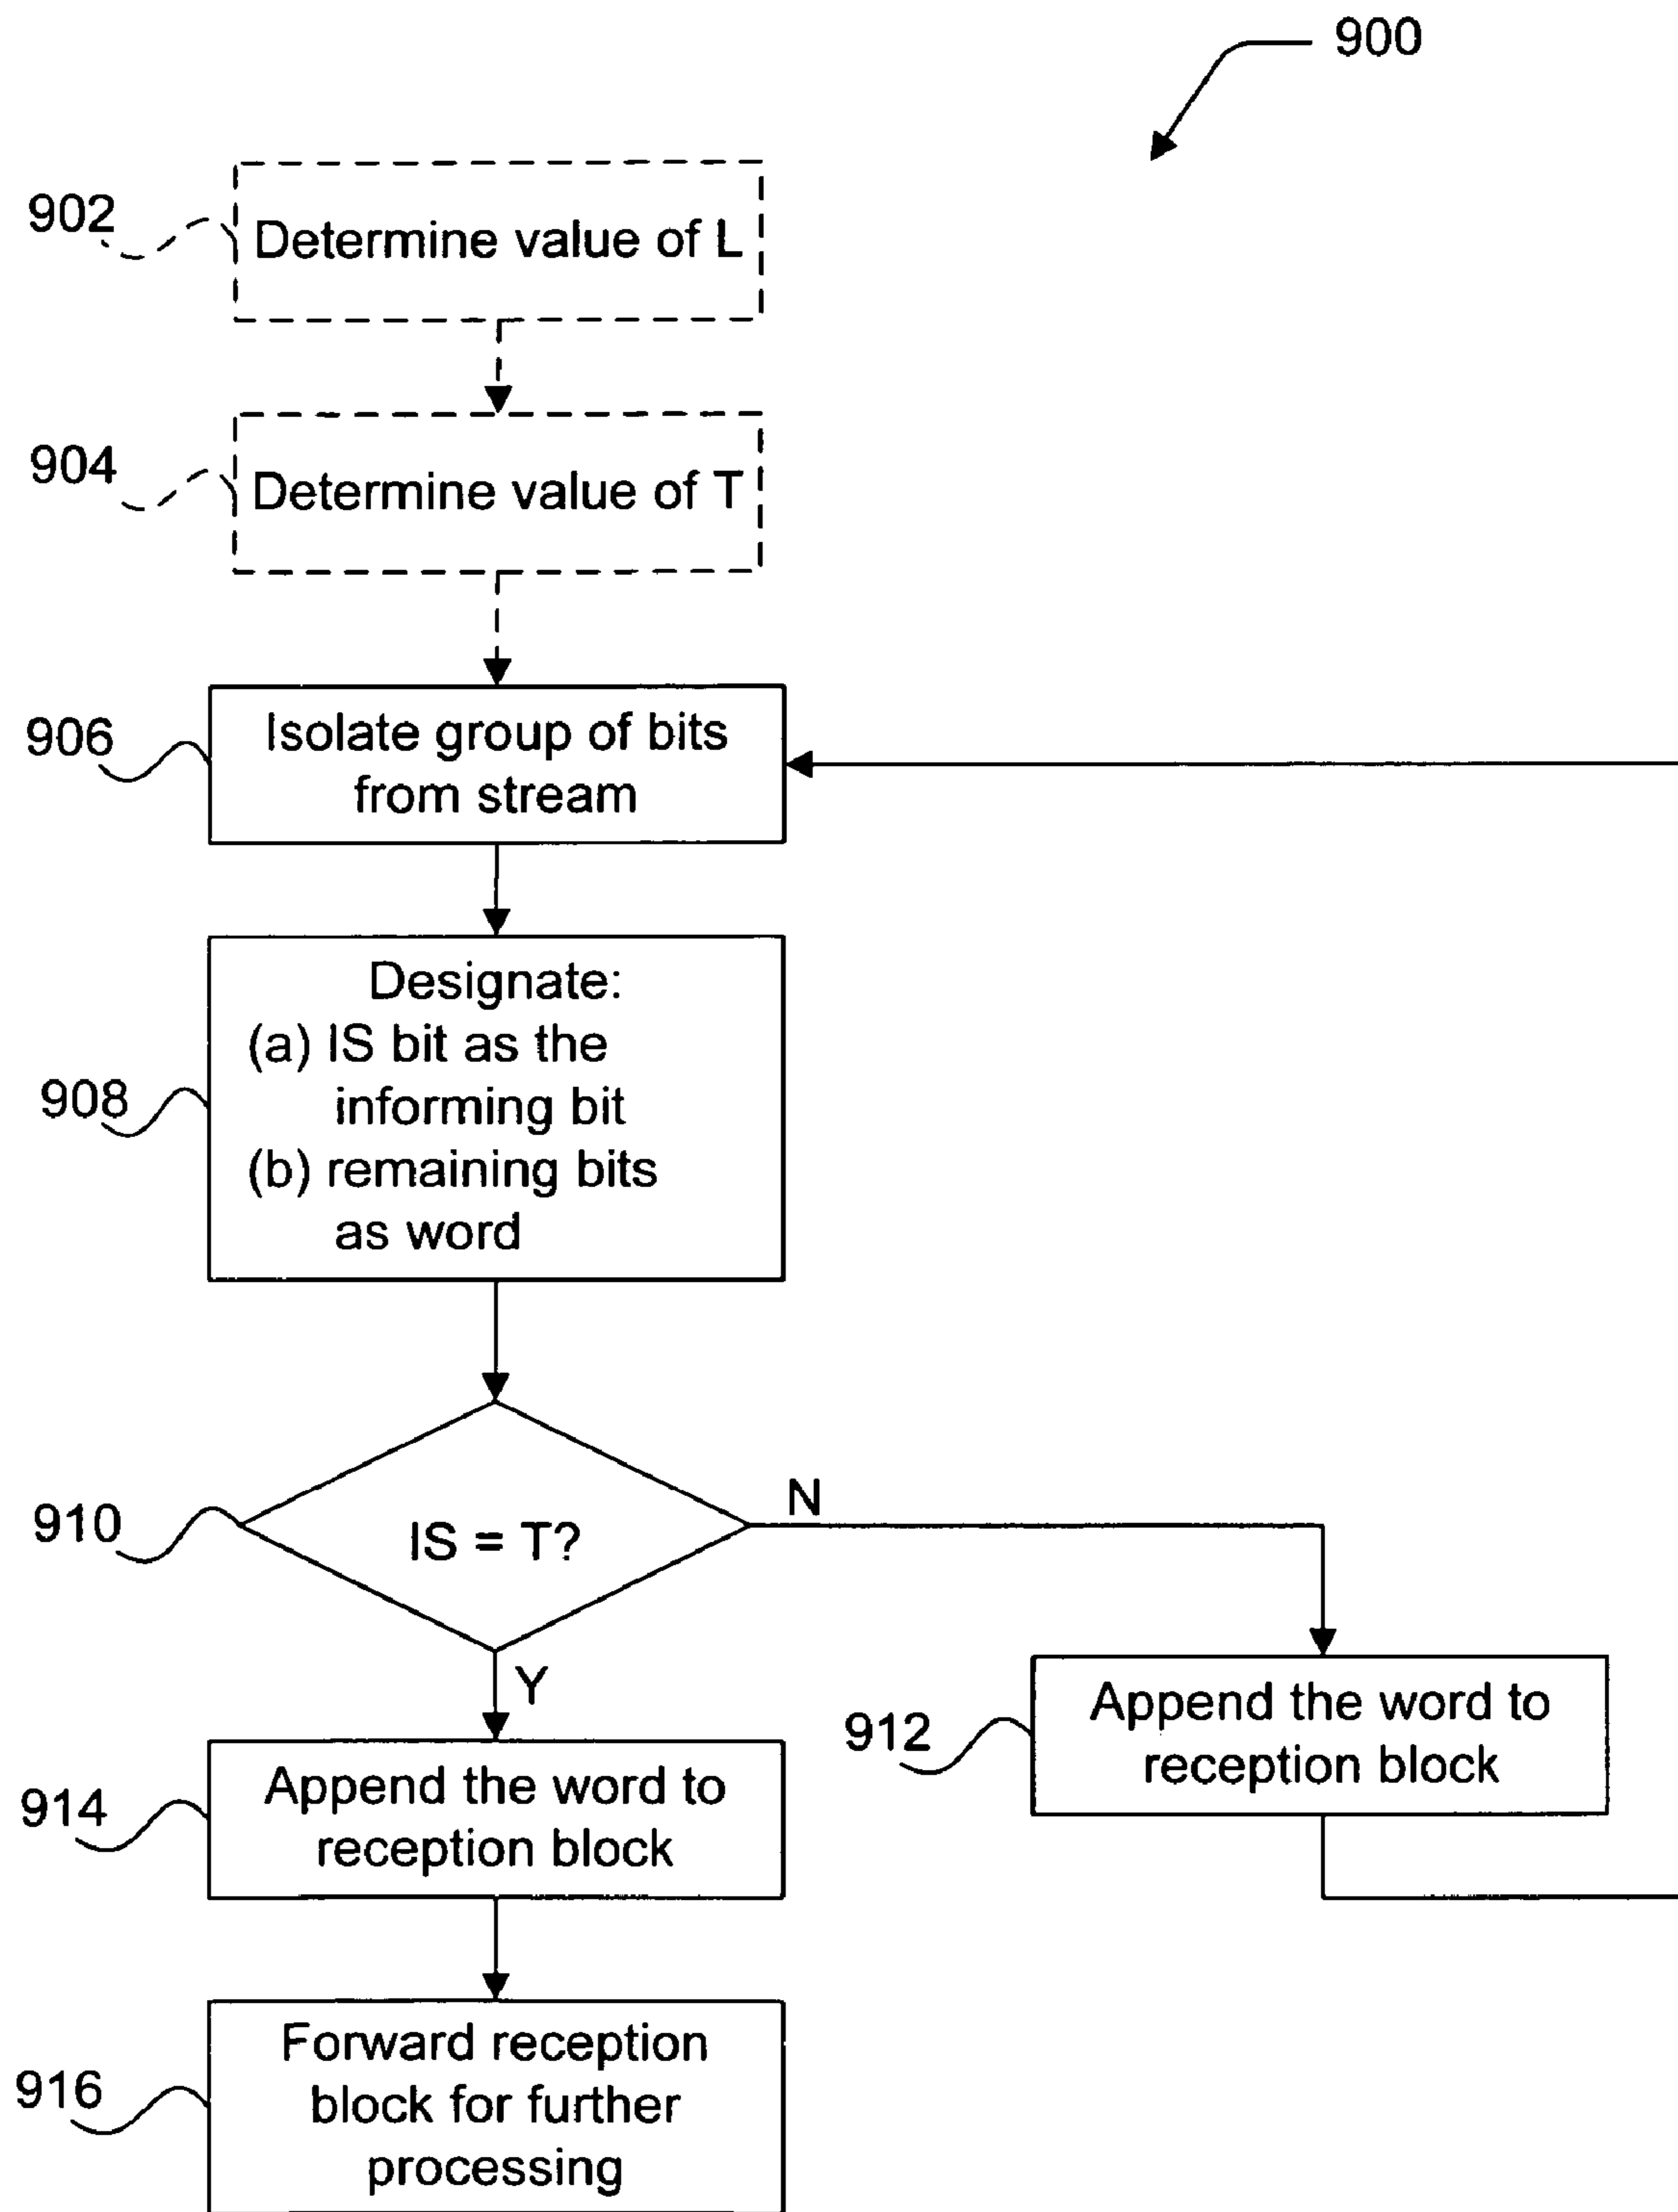 900
902
Determine value of L
904
Determine value of T
906
Isolate group of bits
from stream
908
Designate:
(a) IS bit as the
informing bit
(b) remaining bits
as word
910
IS = T?
N
Y
912
Append the word to
reception block
914
Append the word to
reception block
916
Forward reception
block for further
processing